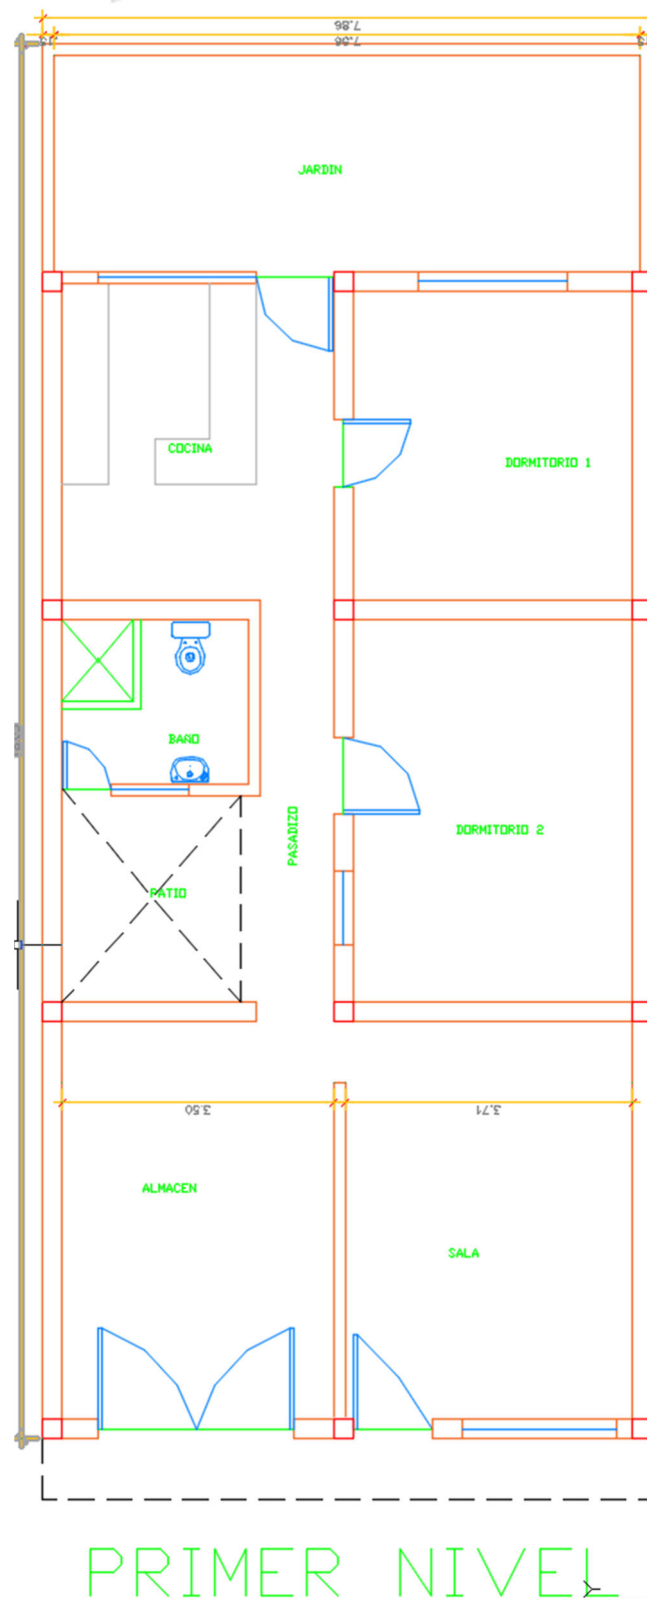 7.86
7.56
JARDIN
COCINA
DORMITORIO 1
BAÑO
PASADIZO
DORMITORIO 2
PATIO
3.50
3.71
ALMACEN
SALA
PRIMER NIVEL